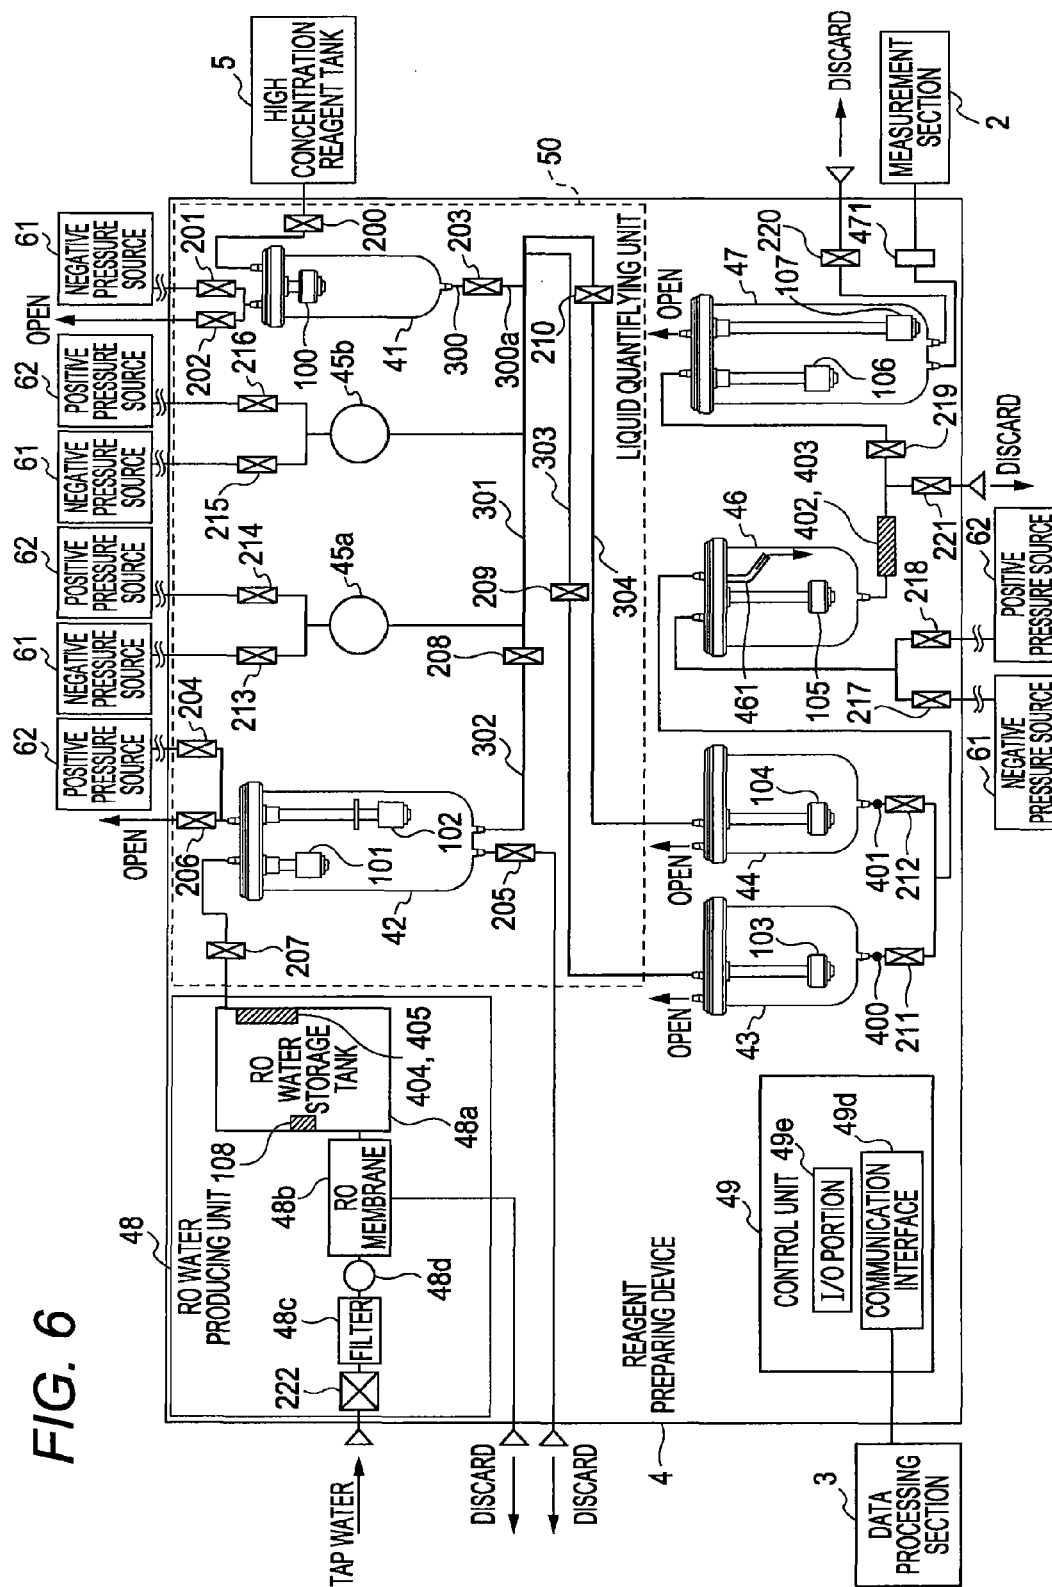 FIG. 6
61
NEGATIVE
PRESSURE
SOURCE
5
HIGH
CONCENTRATION
REAGENT TANK
62
POSITIVE
PRESSURE
SOURCE
61
NEGATIVE
PRESSURE
SOURCE
62
POSITIVE
PRESSURE
SOURCE
61
NEGATIVE
PRESSURE
SOURCE
62
POSITIVE
PRESSURE
SOURCE
OPEN
OPEN
201
202
216
215
214
213
204
206
200
100
41
203
300
300a
45b
45a
50
301
303
304
302
208
209
210
LIQUID QUANTIFYING UNIT
101
102
42
205
207
48
RO WATER
PRODUCING UNIT
108
RO
WATER
STORAGE
TANK
404, 405
48a
48b
RO
MEMBRANE
48d
48c
FILTER
222
TAP WATER
DISCARD
DISCARD
OPEN
43
103
400
211
OPEN
44
104
401
212
46
461
105
217
218
402, 403
219
221
DISCARD
61
NEGATIVE
PRESSURE SOURCE
62
POSITIVE
PRESSURE SOURCE
OPEN
47
107
106
220
471
DISCARD
MEASUREMENT
SECTION
2
REAGENT
PREPARING DEVICE
4
49
CONTROL UNIT
49e
I/O PORTION
49d
COMMUNICATION
INTERFACE
3
DATA
PROCESSING
SECTION